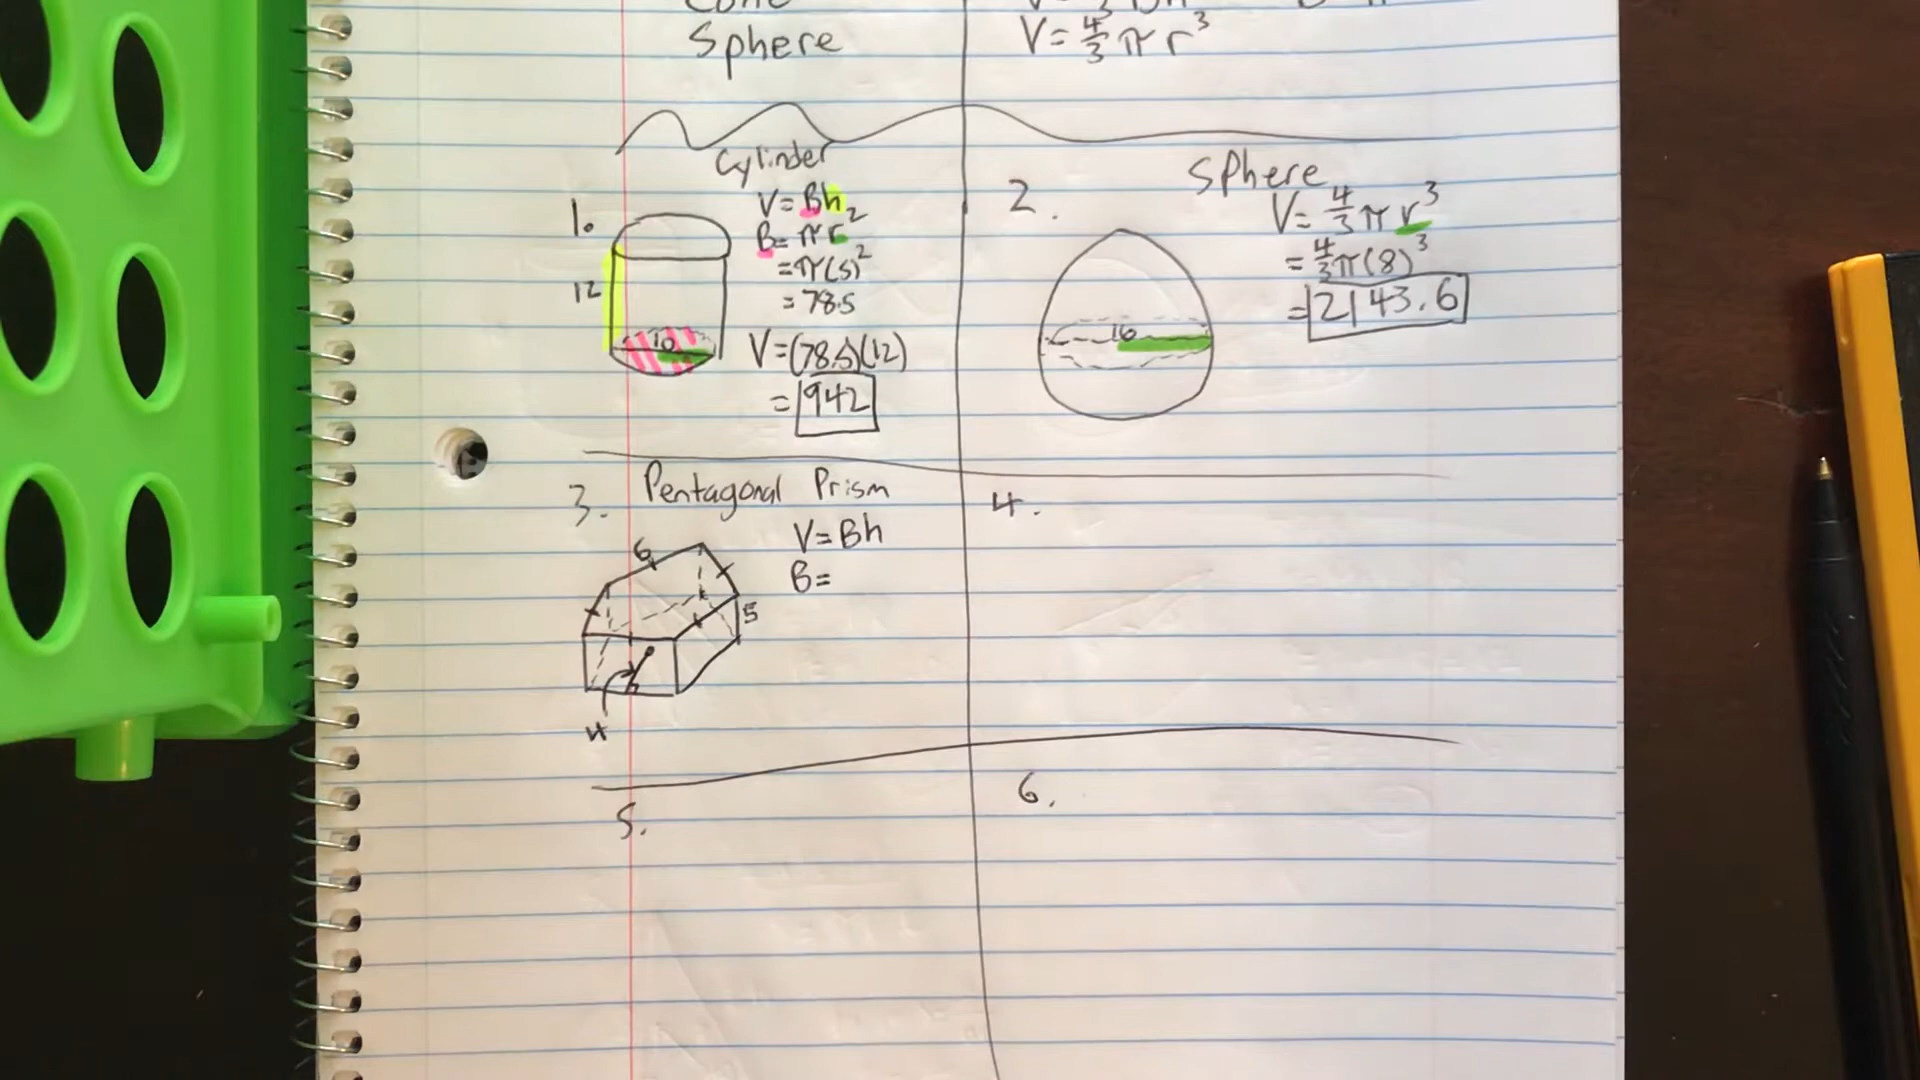 Cone
Sphere
V= 4/3 π r³
1.
Cylinder
V= Bh
B= πr²
=π(5)²
= 78.5
V=(78.5)(12)
= 942
12
10
2.
Sphere
V= 4/3 π r³
= 4/3 π(8)³
= 2143.6
16
3.
Pentagonal Prism
V= Bh
B=
6
5
4
4.
5.
6.